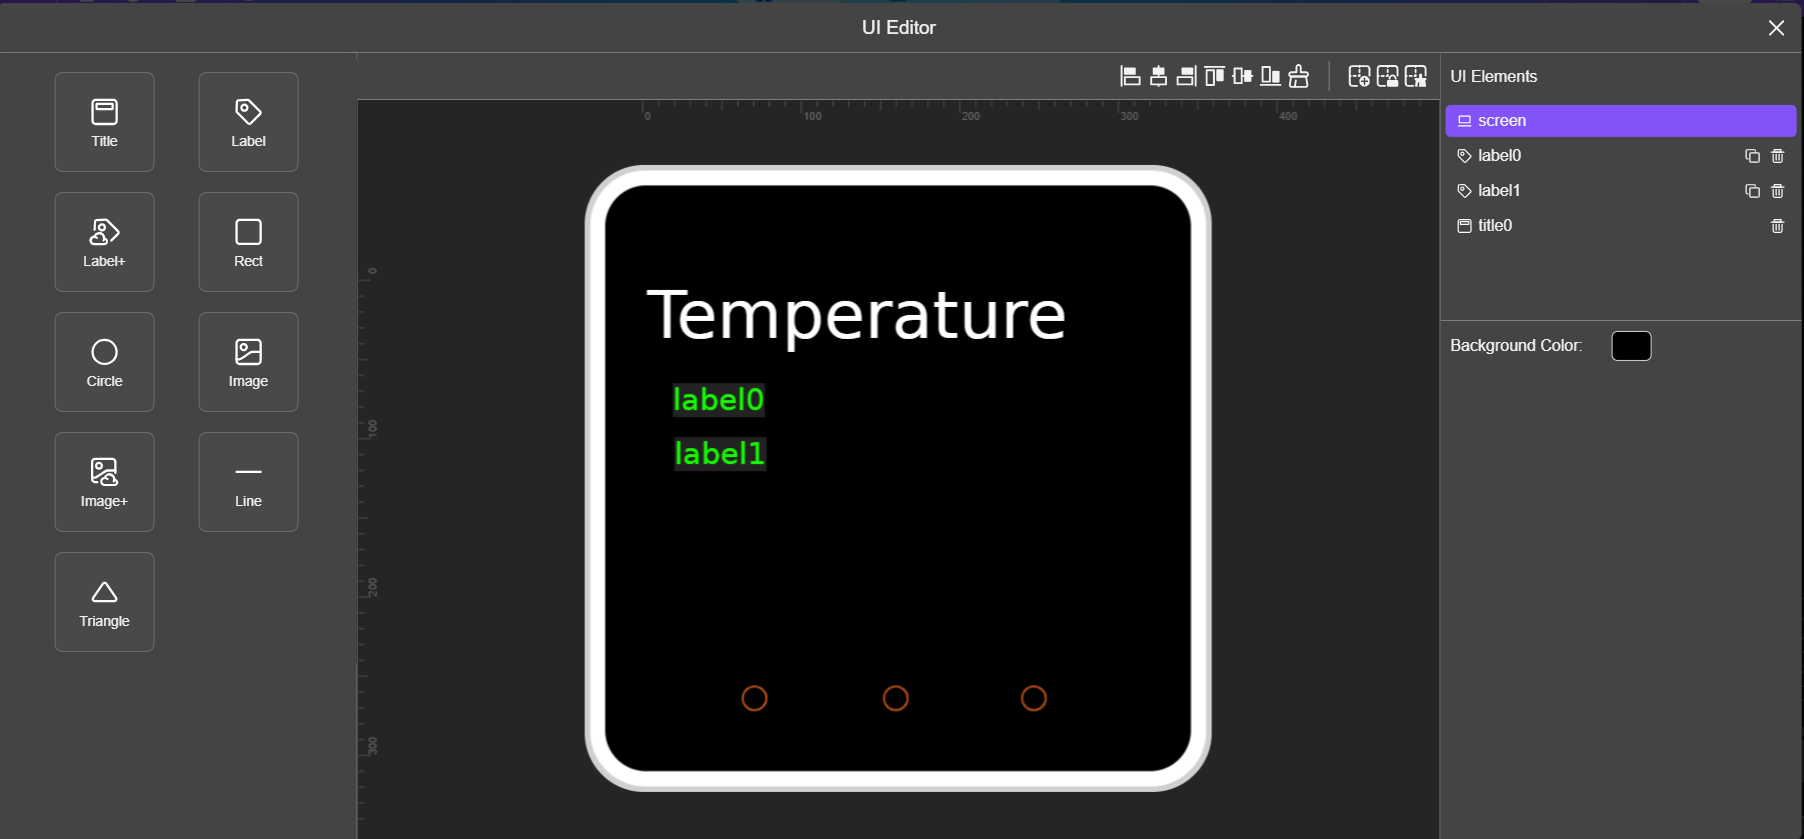 UI Editor
Title
Label
Label+
Rect
Circle
Image
Image+
Line
Triangle
0
100
200
300
400
0
100
200
300
Temperature
label0
label1
UI Elements
screen
label0
label1
title0
Background Color: